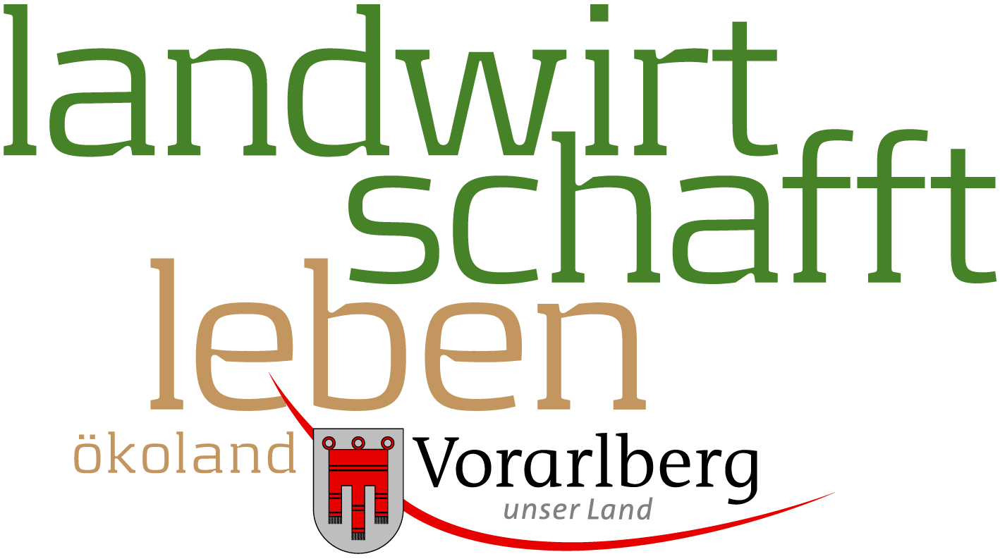 landwirt
schafft
leben
ökoland Vorarlberg
unser Land